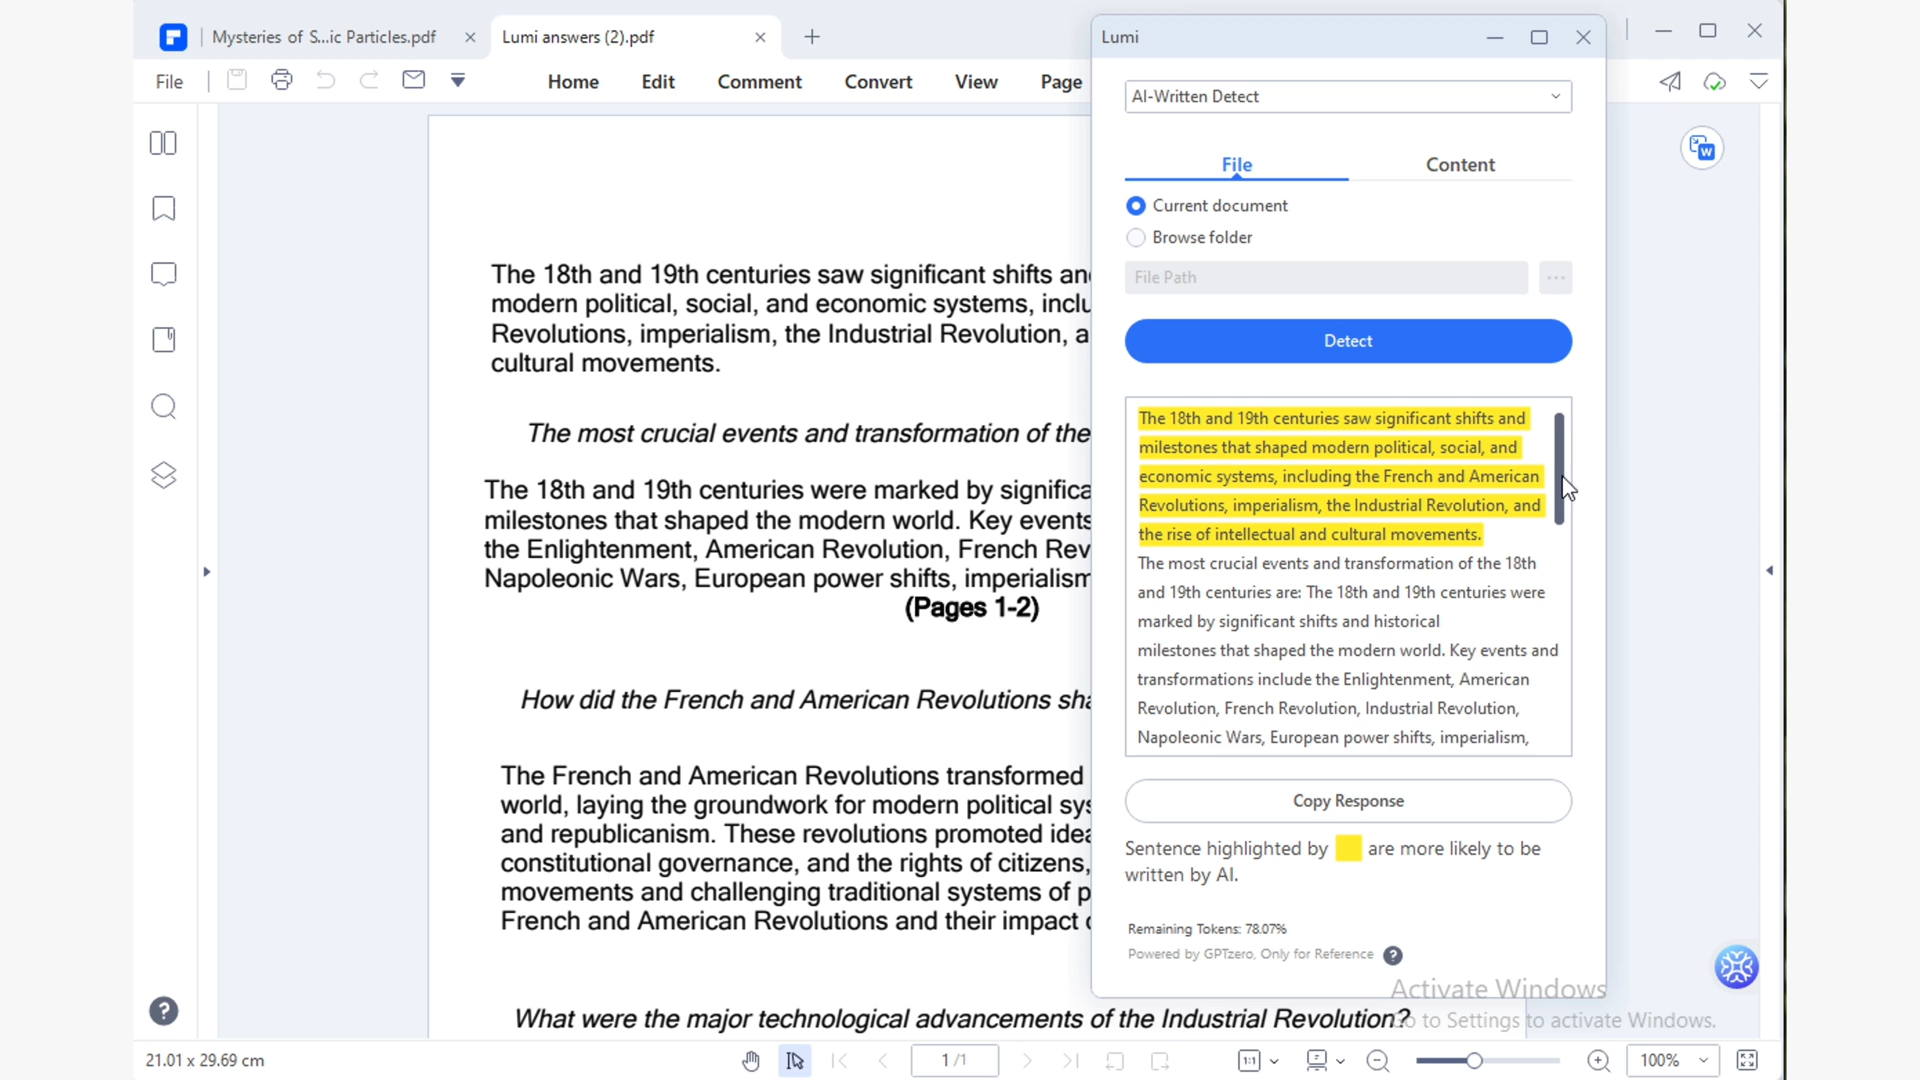 Mysteries of S...ic Particles.pdf
Lumi answers (2).pdf
File
Home
Edit
Comment
Convert
View
Page
The 18th and 19th centuries saw significant shifts an
modern political, social, and economic systems, inclu
Revolutions, imperialism, the Industrial Revolution, a
cultural movements.
The most crucial events and transformation of the
The 18th and 19th centuries were marked by significa
milestones that shaped the modern world. Key events
the Enlightenment, American Revolution, French Rev
Napoleonic Wars, European power shifts, imperialism
(Pages 1-2)
How did the French and American Revolutions sha
The French and American Revolutions transformed
world, laying the groundwork for modern political sys
and republicanism. These revolutions promoted idea
constitutional governance, and the rights of citizens,
movements and challenging traditional systems of p
French and American Revolutions and their impact
What were the major technological advancements of the Industrial Revolution?
Lumi
AI-Written Detect
File
Content
Current document
Browse folder
File Path
Detect
The 18th and 19th centuries saw significant shifts and
milestones that shaped modern political, social, and
economic systems, including the French and American
Revolutions, imperialism, the Industrial Revolution, and
the rise of intellectual and cultural movements.
The most crucial events and transformation of the 18th
and 19th centuries are: The 18th and 19th centuries were
marked by significant shifts and historical
milestones that shaped the modern world. Key events and
transformations include the Enlightenment, American
Revolution, French Revolution, Industrial Revolution,
Napoleonic Wars, European power shifts, imperialism,
Copy Response
Sentence highlighted by are more likely to be
written by AI.
Remaining Tokens: 78.07%
Powered by GPTzero, Only for Reference
Activate Windows
Go to Settings to activate Windows.
21.01 x 29.69 cm
1 /1
1:1
100%